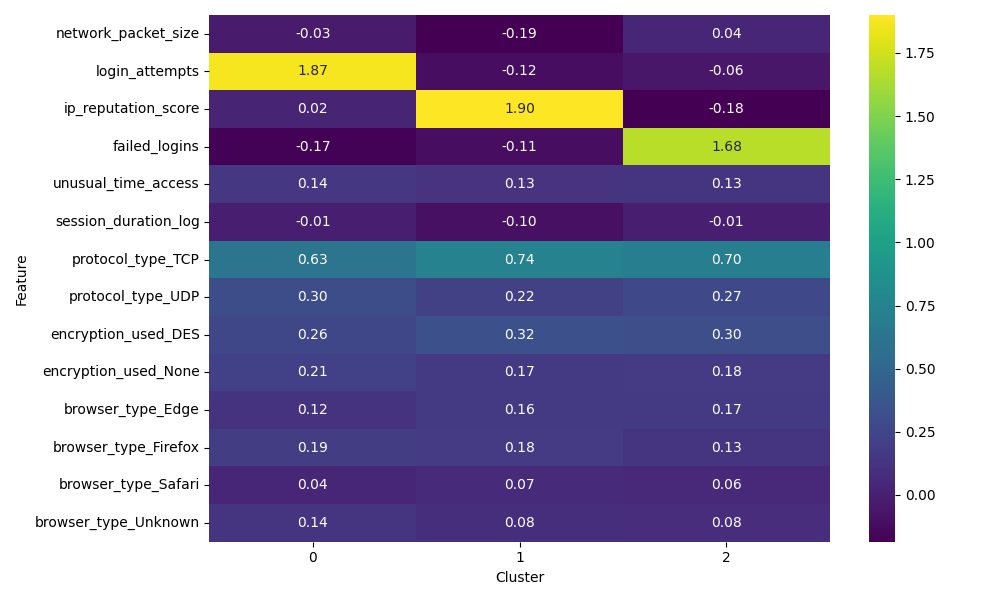 Feature
network_packet_size -0.03 -0.19 0.04
login_attempts 1.87 -0.12 -0.06
ip_reputation_score 0.02 1.90 -0.18
failed_logins -0.17 -0.11 1.68
unusual_time_access 0.14 0.13 0.13
session_duration_log -0.01 -0.10 -0.01
protocol_type_TCP 0.63 0.74 0.70
protocol_type_UDP 0.30 0.22 0.27
encryption_used_DES 0.26 0.32 0.30
encryption_used_None 0.21 0.17 0.18
browser_type_Edge 0.12 0.16 0.17
browser_type_Firefox 0.19 0.18 0.13
browser_type_Safari 0.04 0.07 0.06
browser_type_Unknown 0.14 0.08 0.08
0 1 2
Cluster
1.75
1.50
1.25
1.00
0.75
0.50
0.25
0.00